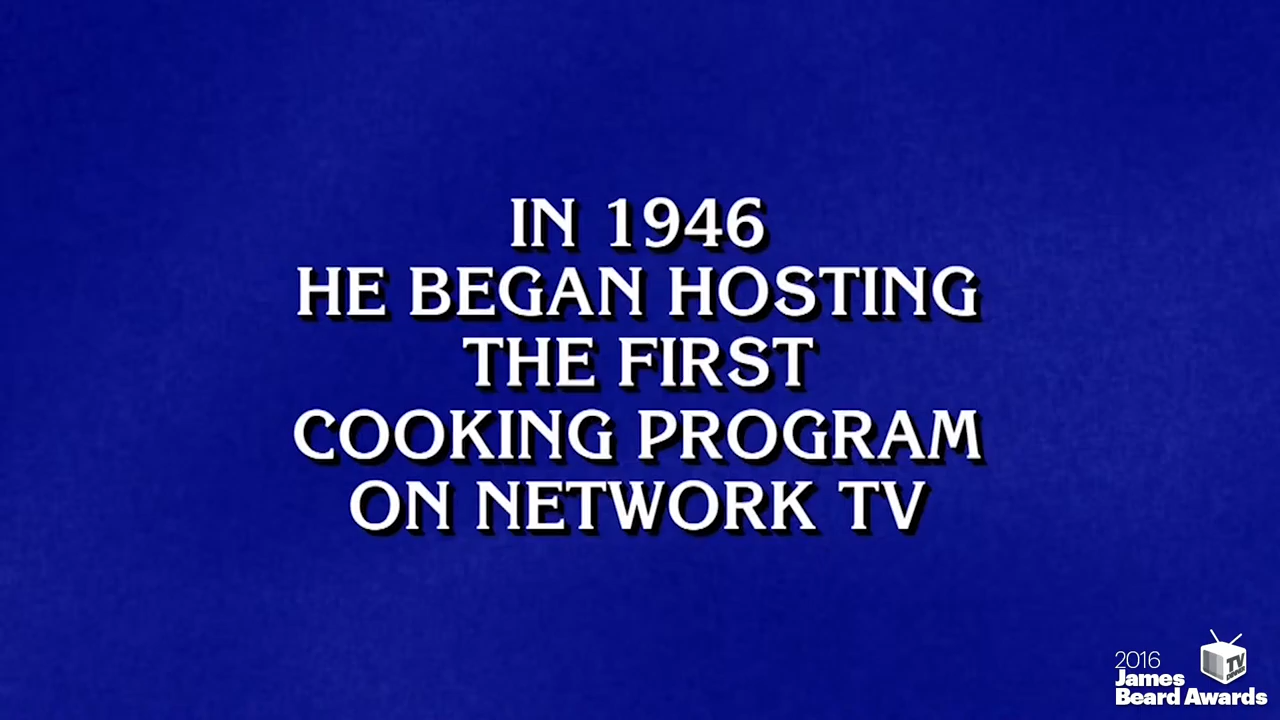 IN 1946
HE BEGAN HOSTING
THE FIRST
COOKING PROGRAM
ON NETWORK TV
2016
James
Beard Awards
TV